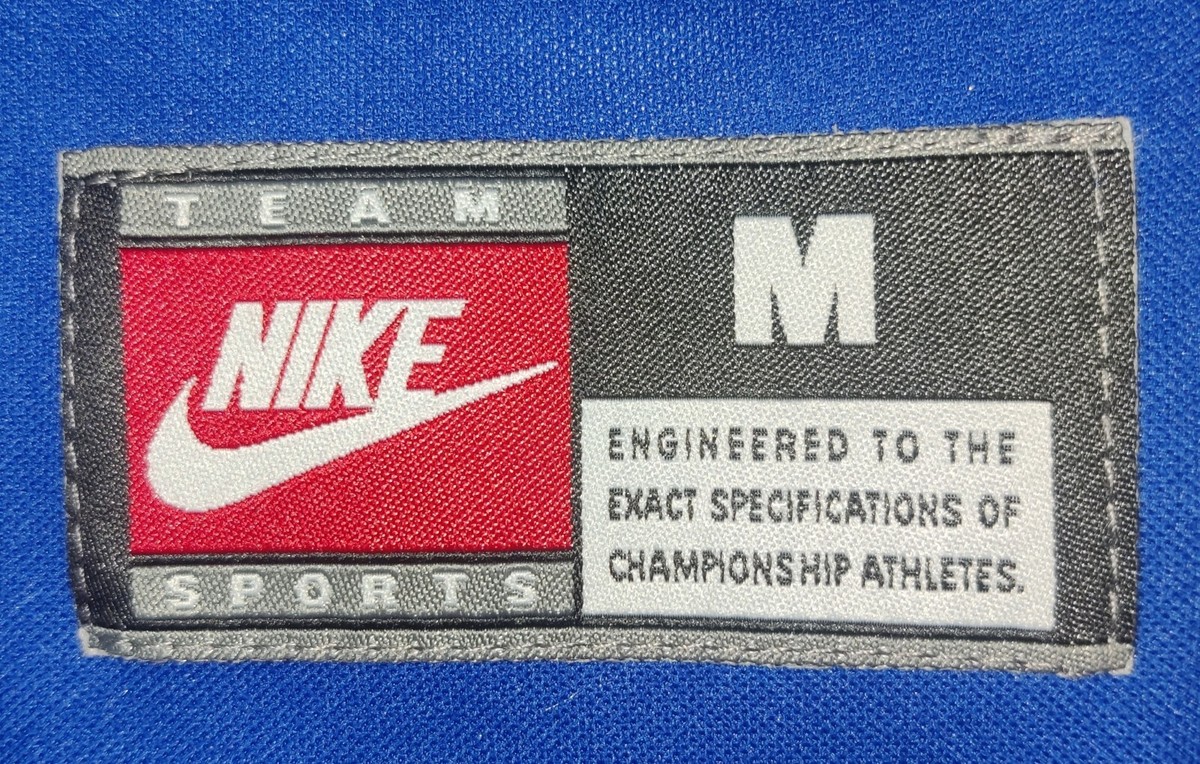 TEAM
NIKE
SPORTS
M
ENGINEERED TO THE
EXACT SPECIFICATIONS OF
CHAMPIONSHIP ATHLETES.